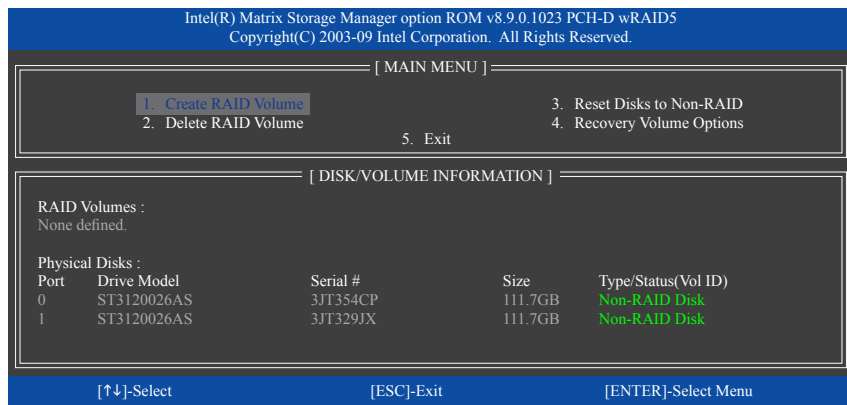 Intel(R) Matrix Storage Manager option ROM v8.9.0.1023 PCH-D wRAID5
Copyright(C) 2003-09 Intel Corporation.  All Rights Reserved.
[ MAIN MENU ]
1. Create RAID Volume 3. Reset Disks to Non-RAID
2. Delete RAID Volume 4. Recovery Volume Options
5. Exit
[ DISK/VOLUME INFORMATION ]
RAID Volumes :
None defined.
Physical Disks :
Port Drive Model Serial # Size Type/Status(Vol ID)
0 ST3120026AS 3JT354CP 111.7GB Non-RAID Disk
1 ST3120026AS 3JT329JX 111.7GB Non-RAID Disk
[↑↓]-Select [ESC]-Exit [ENTER]-Select Menu